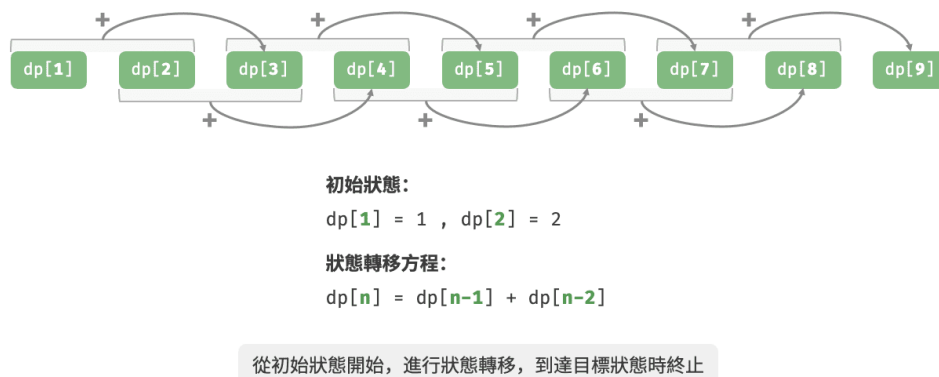 + + + +
dp[1] dp[2] dp[3] dp[4] dp[5] dp[6] dp[7] dp[8] dp[9]
+ + +
初始狀態：
dp[1] = 1 , dp[2] = 2
狀態轉移方程：
dp[n] = dp[n-1] + dp[n-2]
從初始狀態開始，進行狀態轉移，到達目標狀態時終止